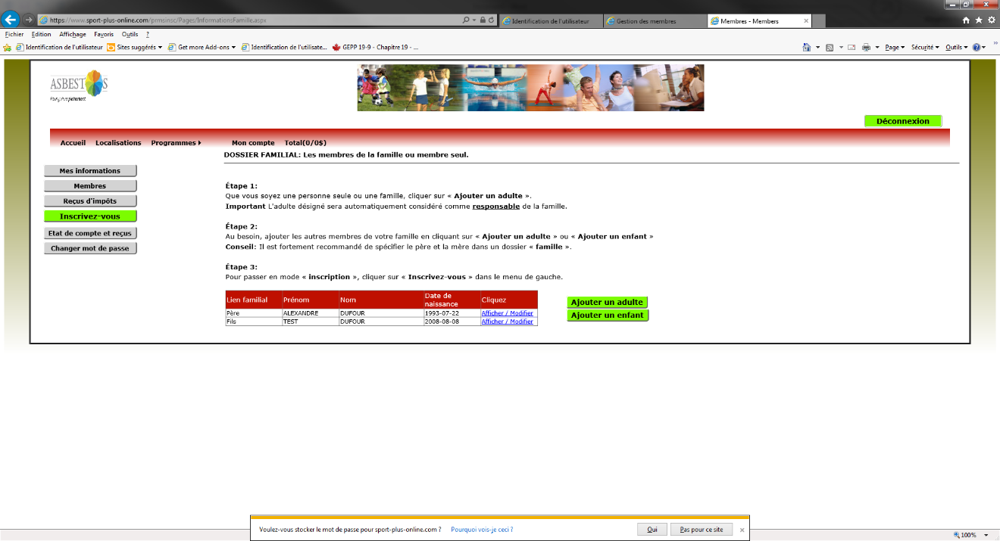 https://www.sport-plus-online.com/prmsinsc/Pages/InformationsFamille.aspx
Identification de l'utilisateur
Gestion des membres
Membres - Members
Fichier Edition Affichage Favoris Outils ?
Identification de l'utilisateur Sites suggérés Get more Add-ons Identification de l'utilisate... GEPP 19-9 - Chapitre 19 - ...
Page Sécurité Outils
ASBESTOS
Déconnexion
Accueil Localisations Programmes Mon compte Total(0/0$)
DOSSIER FAMILIAL: Les membres de la famille ou membre seul.
Mes informations
Membres
Reçus d'impôts
Inscrivez-vous
Etat de compte et reçus
Changer mot de passe
Étape 1:
Que vous soyez une personne seule ou une famille, cliquer sur « Ajouter un adulte ».
Important L'adulte désigné sera automatiquement considéré comme responsable de la famille.
Étape 2:
Au besoin, ajouter les autres membres de votre famille en cliquant sur « Ajouter un adulte » ou « Ajouter un enfant »
Conseil: Il est fortement recommandé de spécifier le père et la mère dans un dossier « famille ».
Étape 3:
Pour passer en mode « inscription », cliquer sur « Inscrivez-vous » dans le menu de gauche.
Lien familial Prénom Nom Date de naissance Cliquez
Père ALEXANDRE DUFOUR 1993-07-22 Afficher / Modifier
Fils TEST DUFOUR 2008-08-08 Afficher / Modifier
Ajouter un adulte
Ajouter un enfant
Voulez-vous stocker le mot de passe pour sport-plus-online.com ? Pourquoi vois-je ceci ? Oui Pas pour ce site
100%